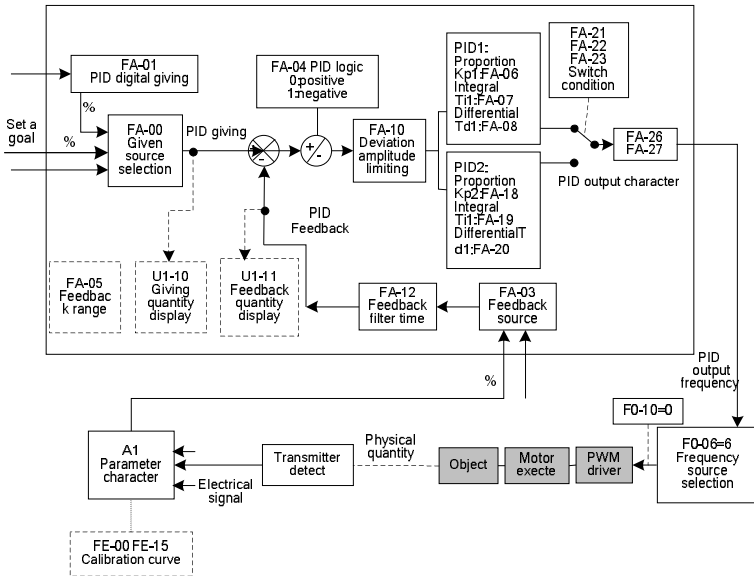 FA-01
PID digital giving
%
Set a
goal
%
FA-00
Given
source
selection
PID giving
-
FA-04 PID logic
0:positive
1:negative
+
-
FA-10
Deviation
amplitude
limiting
PID1:
Proportion
Kp1:FA-06
Integral
Ti1:FA-07
Differential
Td1:FA-08
PID2:
Proportion
Kp2:FA-18
Integral
Ti1:FA-19
DifferentialT
d1:FA-20
FA-21
FA-22
FA-23
Switch
condition
FA-26
FA-27
PID output character
PID
Feedback
FA-05
Feedbac
k range
U1-10
Giving
quantity
display
U1-11
Feedback
quantity
display
FA-12
Feedback
filter time
FA-03
Feedback
source
%
PID
output
frequency
F0-10=0
F0-06=6
Frequency
source
selection
PWM
driver
Motor
execte
Object
Physical
quantity
Transmitter
detect
Electrical
signal
A1
Parameter
character
FE-00 FE-15
Calibration curve